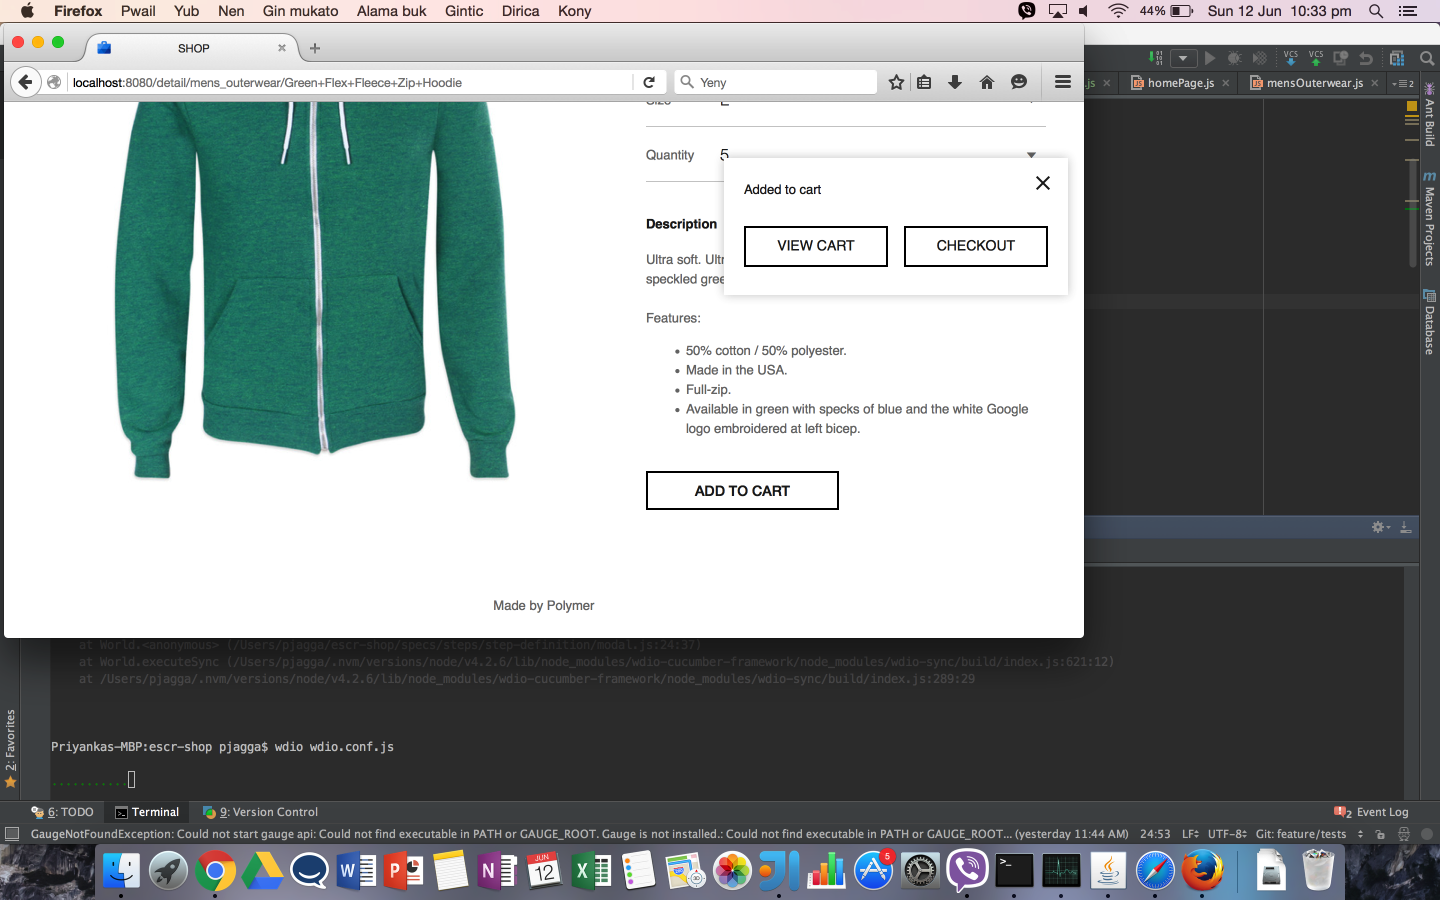 Firefox Pwail Yub Nen Gin mukato Alama buk Gintic Dirica Kony
44% Sun 12 Jun 10:33 pm
SHOP
localhost:8080/detail/mens_outerwear/Green+Flex+Fleece+Zip+Hoodie
Yeny
.js homePage.js mensOuterwear.js
Quantity 5
Added to cart
VIEW CART CHECKOUT
Description
Ultra soft. Ultr
speckled gree
Features:
• 50% cotton / 50% polyester.
• Made in the USA.
• Full-zip.
• Available in green with specks of blue and the white Google
logo embroidered at left bicep.
ADD TO CART
Made by Polymer
VCS VCS
2
Ant Build
Maven Projects
Database
at World.<anonymous> (/Users/pjagga/escr-shop/specs/steps/step-definition/modal.js:24:37)
at World.executeSync (/Users/pjagga/.nvm/versions/node/v4.2.6/lib/node_modules/wdio-cucumber-framework/node_modules/wdio-sync/build/index.js:621:12)
at /Users/pjagga/.nvm/versions/node/v4.2.6/lib/node_modules/wdio-cucumber-framework/node_modules/wdio-sync/build/index.js:289:29
Priyankas-MBP:escr-shop pjagga$ wdio wdio.conf.js
...........
2: Favorites
6: TODO Terminal 9: Version Control
2 Event Log
GaugeNotFoundException: Could not start gauge api: Could not find executable in PATH or GAUGE_ROOT. Gauge is not installed.: Could not find executable in PATH or GAUGE_ROOT... (yesterday 11:44 AM) 24:53 LF UTF-8 Git: feature/tests
JUN
12
5